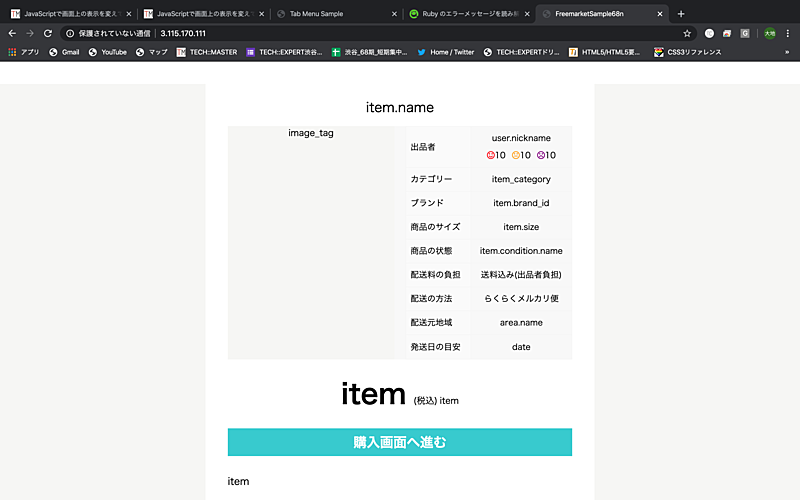 JavaScriptで画面上の表示を変えて
JavaScriptで画面上の表示を変えて
Tab Menu Sample
Ruby のエラーメッセージを読み解
FreemarketSample68n
保護されていない通信 | 3.115.170.111
大地
アプリ Gmail YouTube マップ TECH::MASTER TECH::EXPERT渋谷... 渋谷_68期_短期集中... Home / Twitter TECH::EXPERTドリ... HTML5/HTML5要... CSS3リファレンス »
item.name
image_tag
出品者 user.nickname
10 10 10
カテゴリー item_category
ブランド item.brand_id
商品のサイズ item.size
商品の状態 item.condition.name
配送料の負担 送料込み(出品者負担)
配送の方法 らくらくメルカリ便
配送元地域 area.name
発送日の目安 date
item (税込) item
購入画面へ進む
item